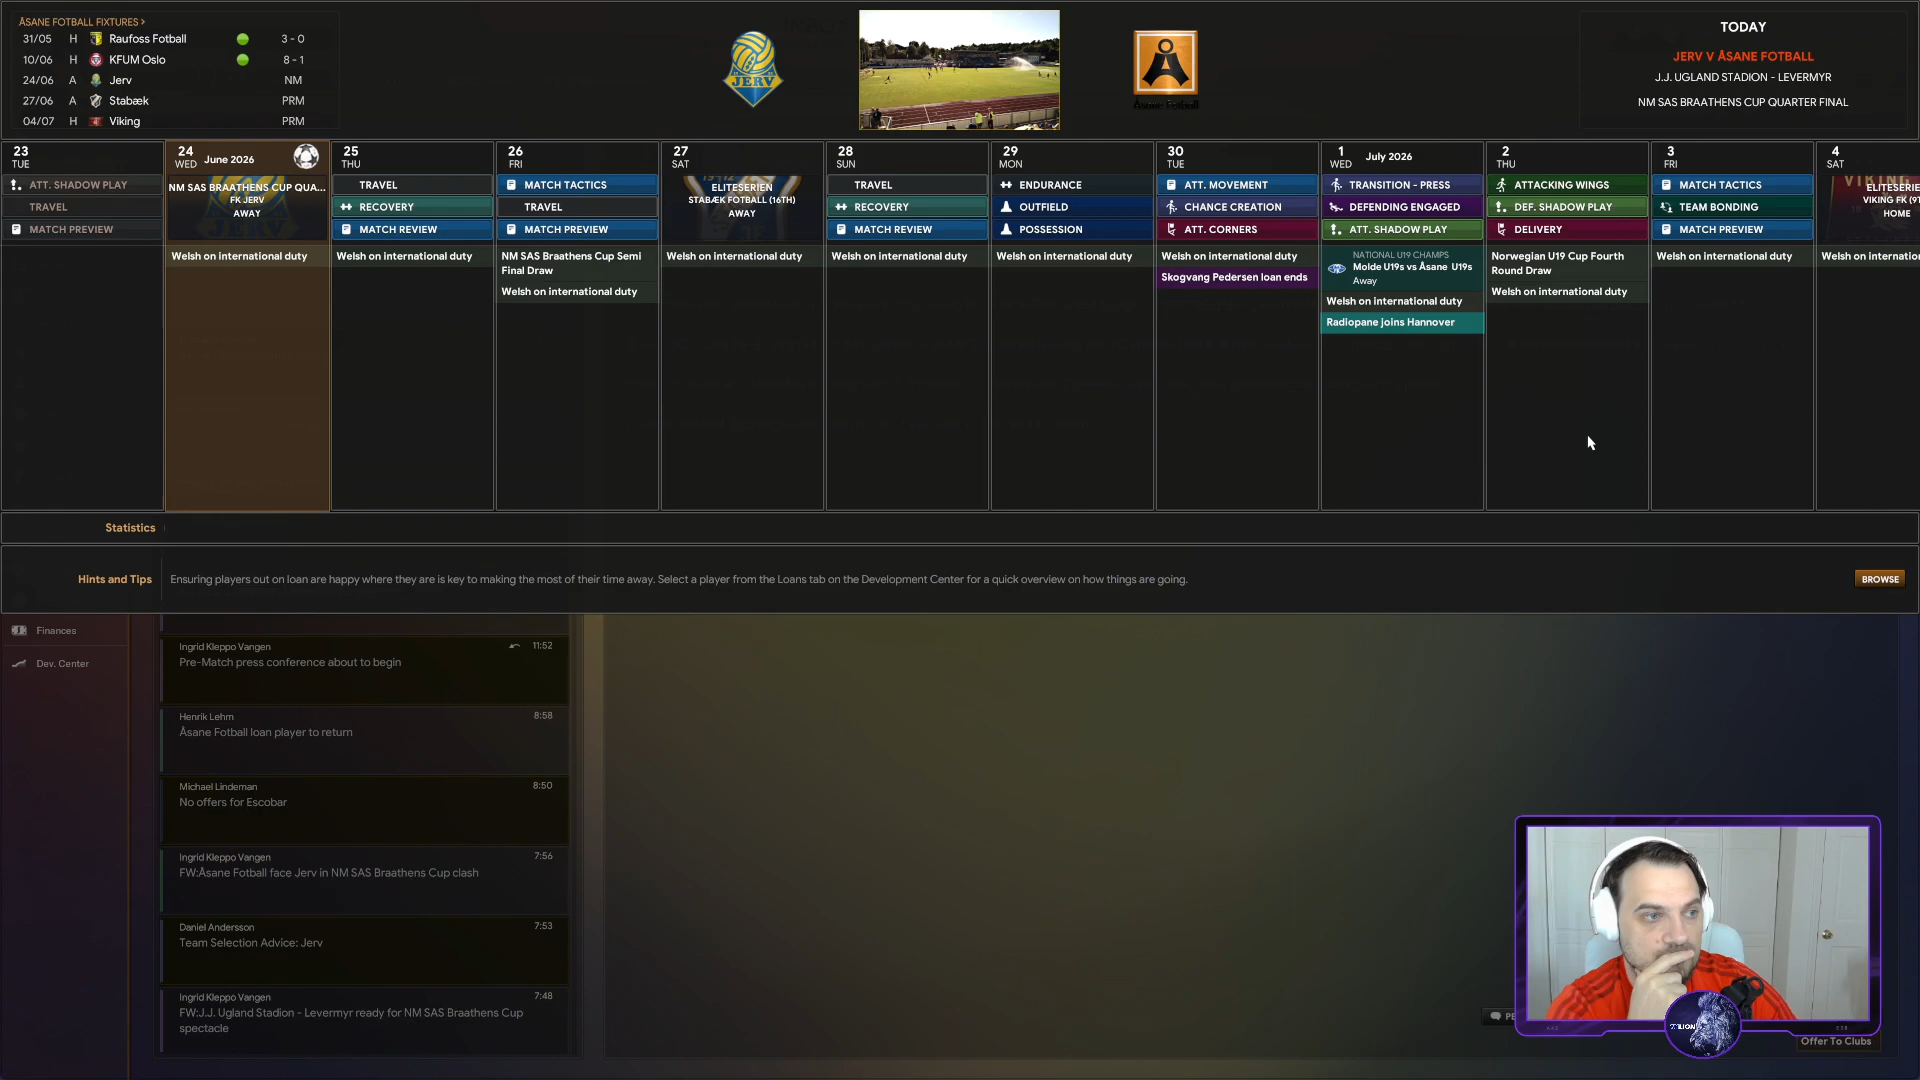 ÅSANE FOTBALL FIXTURES >
31/05 H Raufoss Fotball 3 - 0
10/06 H KFUM Oslo 8 - 1
24/06 A Jerv NM
27/06 A Stabæk PRM
04/07 H Viking PRM
JERV
Åsane Fotball
TODAY
JERV V ÅSANE FOTBALL
J.J. UGLAND STADION - LEVERMYR
NM SAS BRAATHENS CUP QUARTER FINAL
23
TUE
ATT. SHADOW PLAY
TRAVEL
MATCH PREVIEW
24
WED June 2026
NM SAS BRAATHENS CUP QUA...
FK JERV
AWAY
Welsh on international duty
25
THU
TRAVEL
RECOVERY
MATCH REVIEW
Welsh on international duty
26
FRI
MATCH TACTICS
TRAVEL
MATCH PREVIEW
NM SAS Braathens Cup Semi
Final Draw
Welsh on international duty
27
SAT
ELITESERIEN
STABÆK FOTBALL (16TH)
AWAY
Welsh on international duty
28
SUN
TRAVEL
RECOVERY
MATCH REVIEW
Welsh on international duty
29
MON
ENDURANCE
OUTFIELD
POSSESSION
Welsh on international duty
30
TUE
ATT. MOVEMENT
CHANCE CREATION
ATT. CORNERS
Welsh on international duty
Skogvang Pedersen loan ends
1
WED July 2026
TRANSITION - PRESS
DEFENDING ENGAGED
ATT. SHADOW PLAY
NATIONAL U19 CHAMPS
Molde U19s vs Åsane U19s
Away
Welsh on international duty
Radiopane joins Hannover
2
THU
ATTACKING WINGS
DEF. SHADOW PLAY
DELIVERY
Norwegian U19 Cup Fourth
Round Draw
Welsh on international duty
3
FRI
MATCH TACTICS
TEAM BONDING
MATCH PREVIEW
Welsh on international duty
4
SAT
VIKING
ELITESERIE
VIKING FK (9T
HOME
Welsh on internation
Statistics
Hints and Tips
Ensuring players out on loan are happy where they are is key to making the most of their time away. Select a player from the Loans tab on the Development Center for a quick overview on how things are going.
BROWSE
Finances
Dev. Center
Ingrid Kleppo Vangen 11:52
Pre-Match press conference about to begin
Henrik Lehm 8:58
Åsane Fotball loan player to return
Michael Lindeman 8:50
No offers for Escobar
Ingrid Kleppo Vangen 7:56
FW:Åsane Fotball face Jerv in NM SAS Braathens Cup clash
Daniel Andersson 7:53
Team Selection Advice: Jerv
Ingrid Kleppo Vangen 7:48
FW:J.J. Ugland Stadion - Levermyr ready for NM SAS Braathens Cup
spectacle
PE
Offer To Clubs